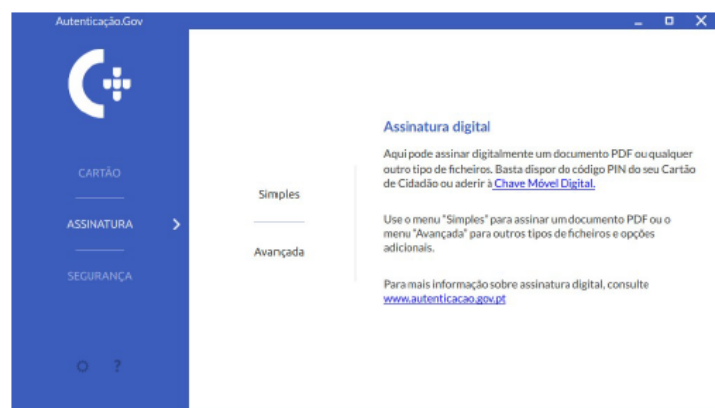 Autenticação.Gov
CARTÃO
ASSINATURA
SEGURANÇA
?
Simples
Avançada
Assinatura digital
Aqui pode assinar digitalmente um documento PDF ou qualquer
outro tipo de ficheiros. Basta dispor do código PIN do seu Cartão
de Cidadão ou aderir à Chave Móvel Digital.
Use o menu "Simples" para assinar um documento PDF ou o
menu "Avançada" para outros tipos de ficheiros e opções
adicionais.
Para mais informação sobre assinatura digital, consulte
www.autenticacao.gov.pt